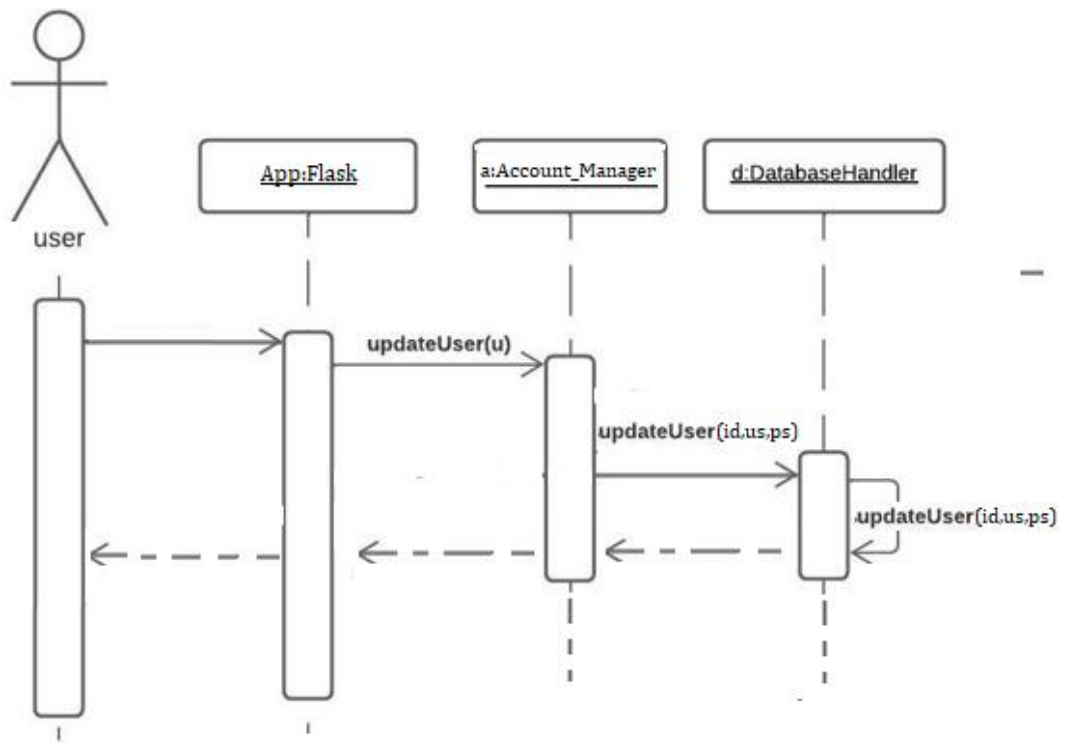 user
App:Flask
a:Account_Manager
d:DatabaseHandler
updateUser(u)
updateUser(id,us,ps)
updateUser(id,us,ps)